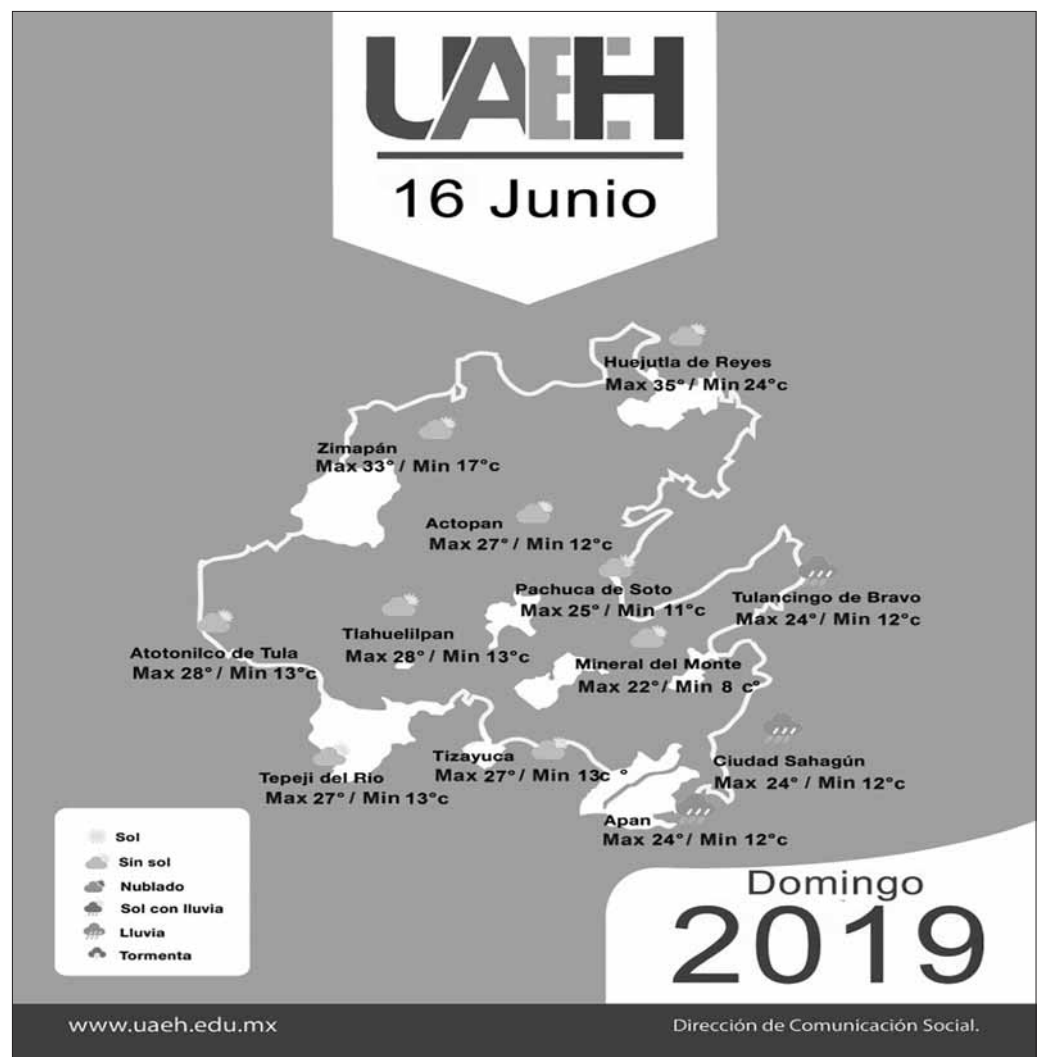 UAEH
16 Junio
Huejutla de Reyes
Max 35°/ Min 24°c
Zimapán
Max 33°/ Min 17°c
Actopan
Max 27°/ Min 12°c
Pachuca de Soto
Max 25°/ Min 11°c
Tulancingo de Bravo
Max 24°/ Min 12°c
Tlahuelilpan
Max 28°/ Min 13°c
Atotonilco de Tula
Max 28°/ Min 13°c
Mineral del Monte
Max 22°/ Min 8 c°
Tizayuca
Max 27°/ Min 13c °
Ciudad Sahagún
Max 24°/ Min 12°c
Tepeji del Río
Max 27°/ Min 13°c
Apan
Max 24°/ Min 12°c
Sol
Sin sol
Nublado
Sol con lluvia
Lluvia
Tormenta
Domingo
2019
www.uaeh.edu.mx
Dirección de Comunicación Social.